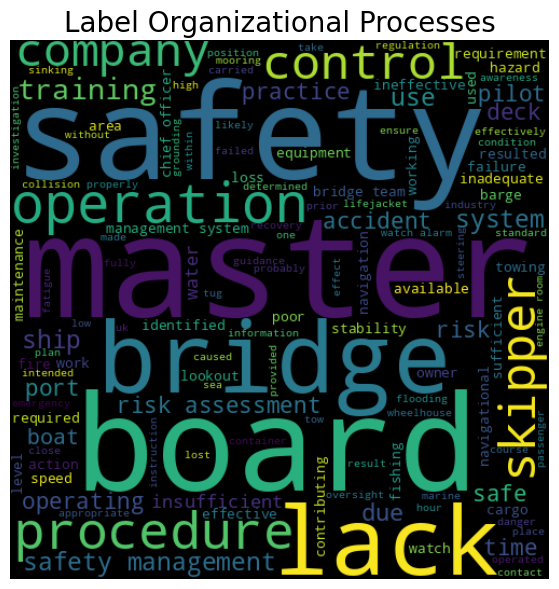 Label Organizational Processes
company
control
position
mooring
take
carried
regulation
requirement
hazard
sinking
training
high
practice
ineffective
use
used
awareness
pilot
likely
investigation
without
area
grounding
within
chief officer
safety
ensure
working
deck
condition
effectively
resulted
failure
failed
equipment
collision
properly
loss
determined
bridge team
inadequate
barge
operation
prior
lifejacket
industry
management system
accident
system
made
recovery
one
watch alarm
standard
steering
maintenance
master
water
navigation
fully
guidance
probably
effect
towing
fatigue
tug
available
engine room
low
uk
identified
poor
information
stability
risk
sufficient
skipper
ship
plan
fire
work
caused
lookout
sea
provided
bridge
owner
intended
port
flooding
navigational
passenger
emergency
risk assessment
tow
wheelhouse
required
boat
board
close
action
instruction
container
course
level
speed
lost
result
fishing
operating
insufficient
contributing
oversight
marine
safe
appropriate
effective
due
hour
cargo
danger
procedure
lack
watch
time
place
operated
safety management
contact